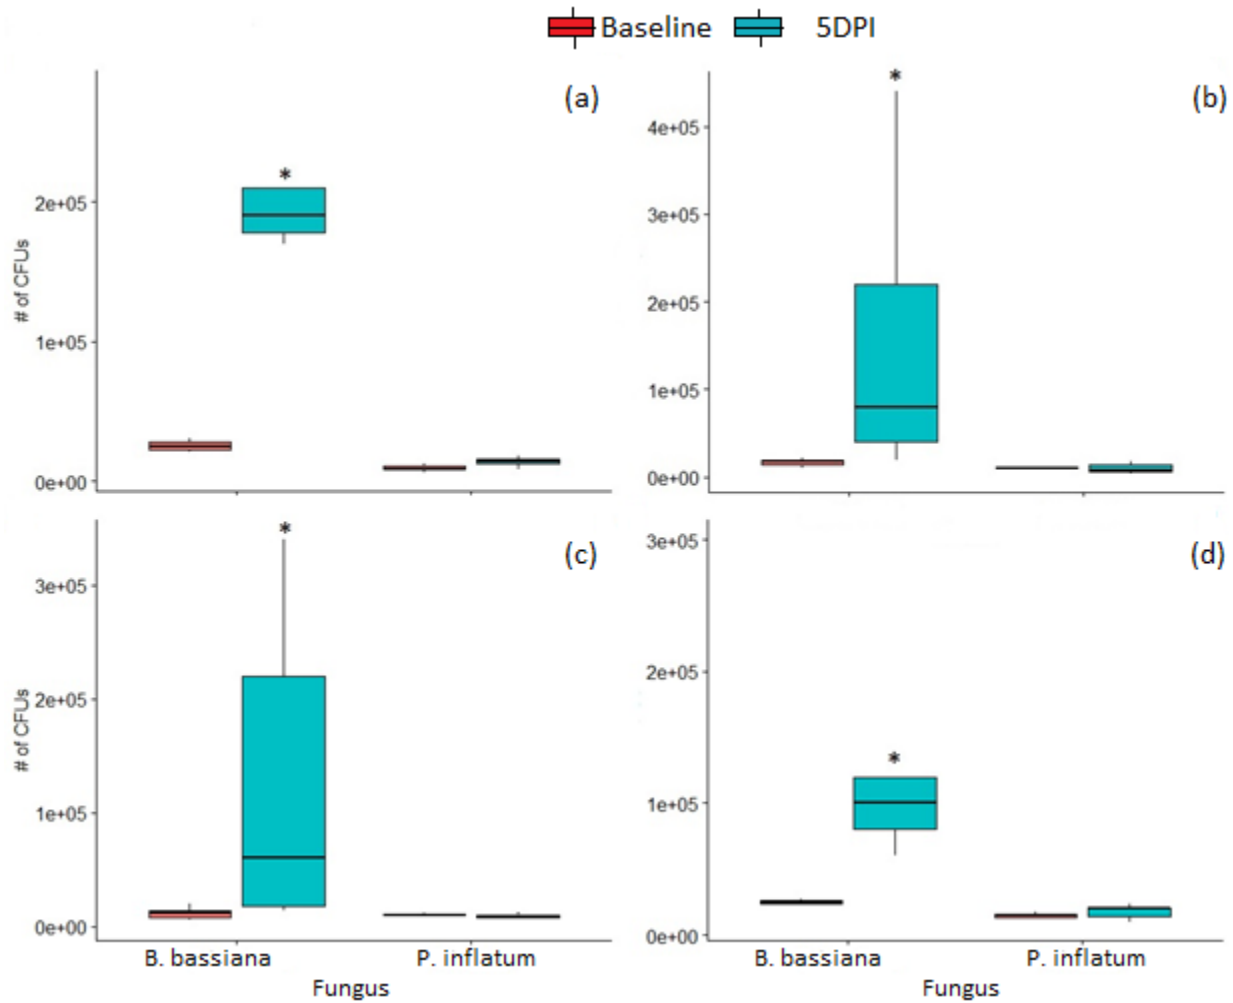 Baseline 5DPI
(a)
*
2e+05
1e+05
0e+00
# of CFUs
(b)
*
4e+05
3e+05
2e+05
1e+05
0e+00
(c)
*
3e+05
2e+05
1e+05
0e+00
# of CFUs
B. bassiana P. inflatum
Fungus
(d)
*
3e+05
2e+05
1e+05
0e+00
B. bassiana P. inflatum
Fungus